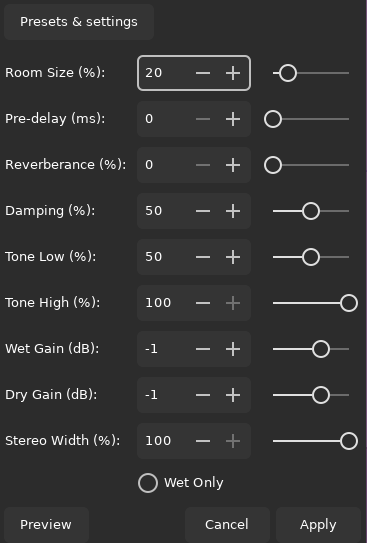 Presets & settings
Room Size (%): 20
Pre-delay (ms): 0
Reverberance (%): 0
Damping (%): 50
Tone Low (%): 50
Tone High (%): 100
Wet Gain (dB): -1
Dry Gain (dB): -1
Stereo Width (%): 100
Wet Only
Preview Cancel Apply